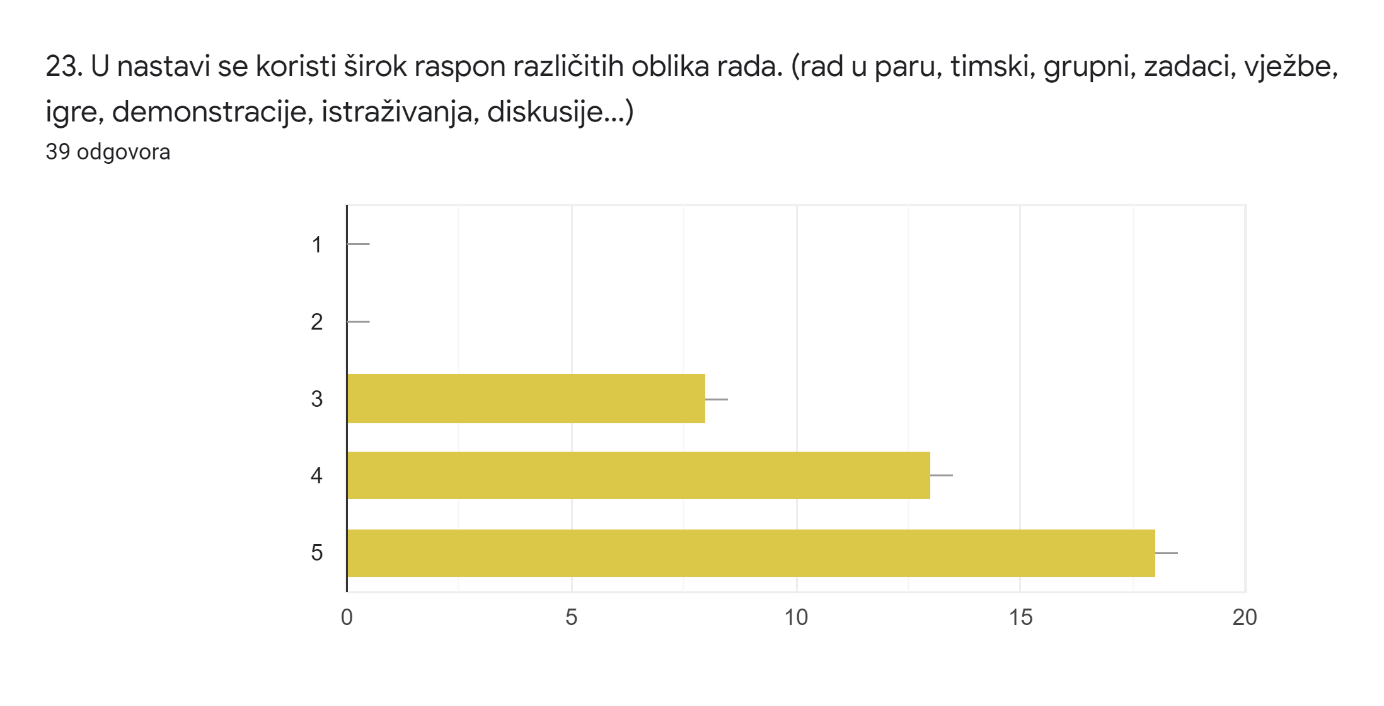 23. U nastavi se koristi širok raspon različitih oblika rada. (rad u paru, timski, grupni, zadaci, vježbe,
igre, demonstracije, istraživanja, diskusije...)
39 odgovora
1
2
3
4
5
0 5 10 15 20